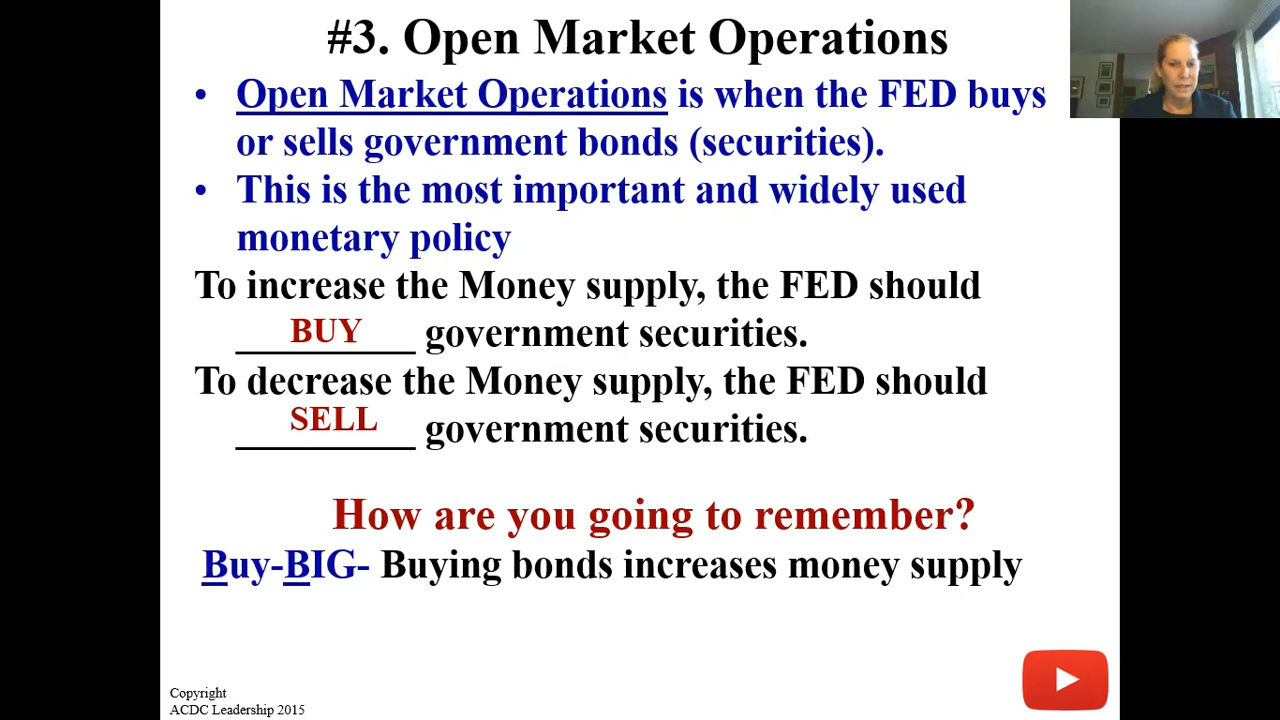 #3. Open Market Operations
• Open Market Operations is when the FED buys
or sells government bonds (securities).
• This is the most important and widely used
monetary policy
To increase the Money supply, the FED should
BUY government securities.
To decrease the Money supply, the FED should
SELL government securities.
How are you going to remember?
Buy-BIG- Buying bonds increases money supply
Copyright
ACDC Leadership 2015